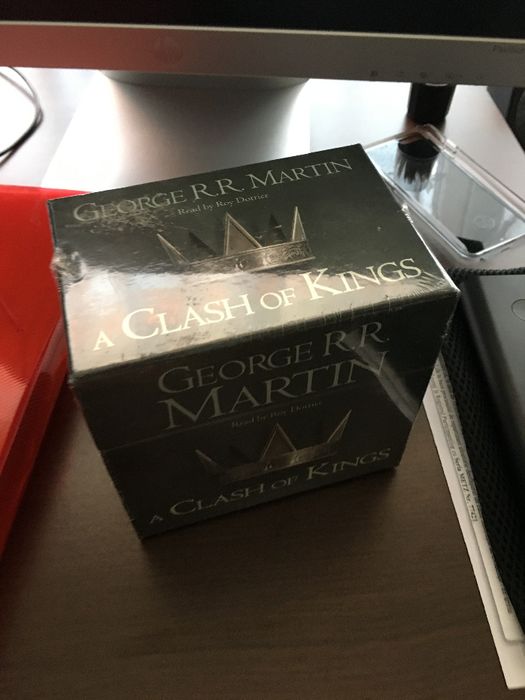 GEORGE R.R. MARTIN
Read by Roy Dotrice
A CLASH OF KINGS
GEORGE R.R.
MARTIN
Read by Roy Dotrice
A CLASH OF KINGS